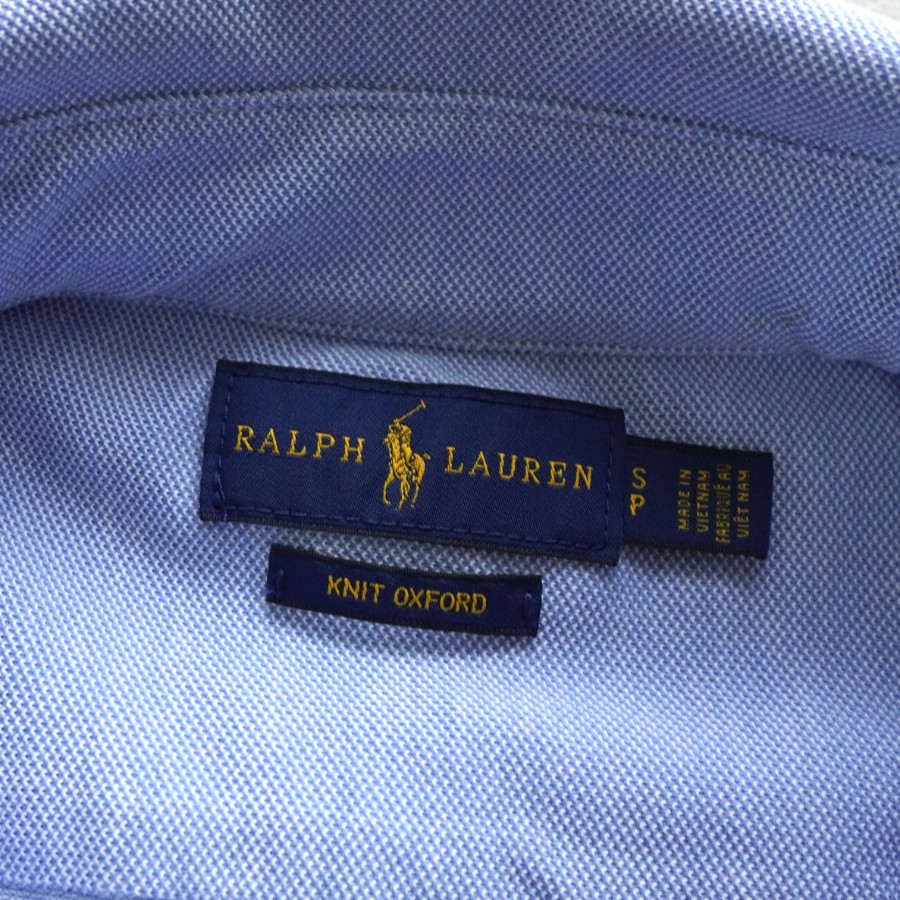 RALPH LAUREN
S
P
MADE IN
VIETNAM
FABRIQUÉ AU
VIÊT NAM
KNIT OXFORD